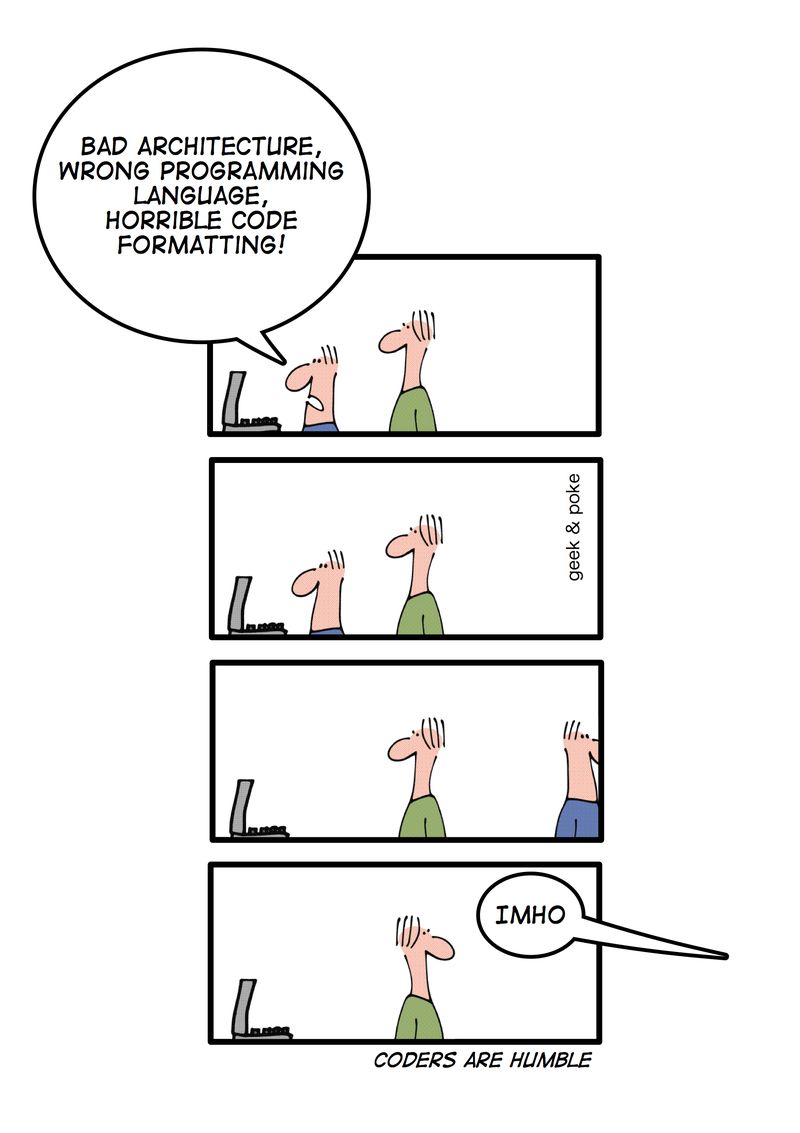 BAD ARCHITECTURE,
WRONG PROGRAMMING
LANGUAGE,
HORRIBLE CODE
FORMATTING!
geek & poke
IMHO
CODERS ARE HUMBLE